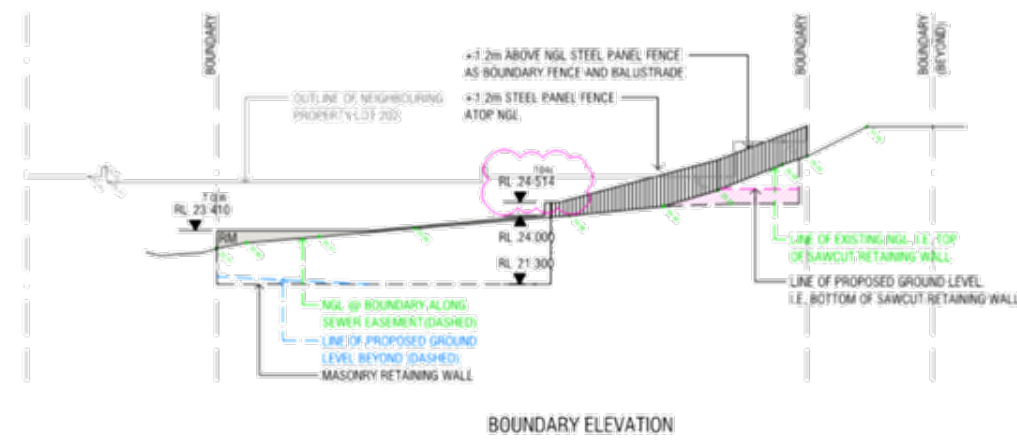 BOUNDARY
BOUNDARY
BOUNDARY
(BEYOND)
+1.2m ABOVE NGL STEEL PANEL FENCE
AS BOUNDARY FENCE AND BALUSTRADE
OUTLINE OF NEIGHBOURING
PROPERTY LOT 202
+1.2m STEEL PANEL FENCE
ATOP NGL
RL 24.514
TOW
RL 23.410
RM
RL 24.000
RL 21.300
LINE OF EXISTING NGL, I.E. TOP
OF SAWCUT RETAINING WALL
LINE OF PROPOSED GROUND LEVEL
I.E. BOTTOM OF SAWCUT RETAINING WALL
NGL @ BOUNDARY ALONG
SEWER EASEMENT (DASHED)
LINE OF PROPOSED GROUND
LEVEL BEYOND (DASHED)
MASONRY RETAINING WALL
BOUNDARY ELEVATION